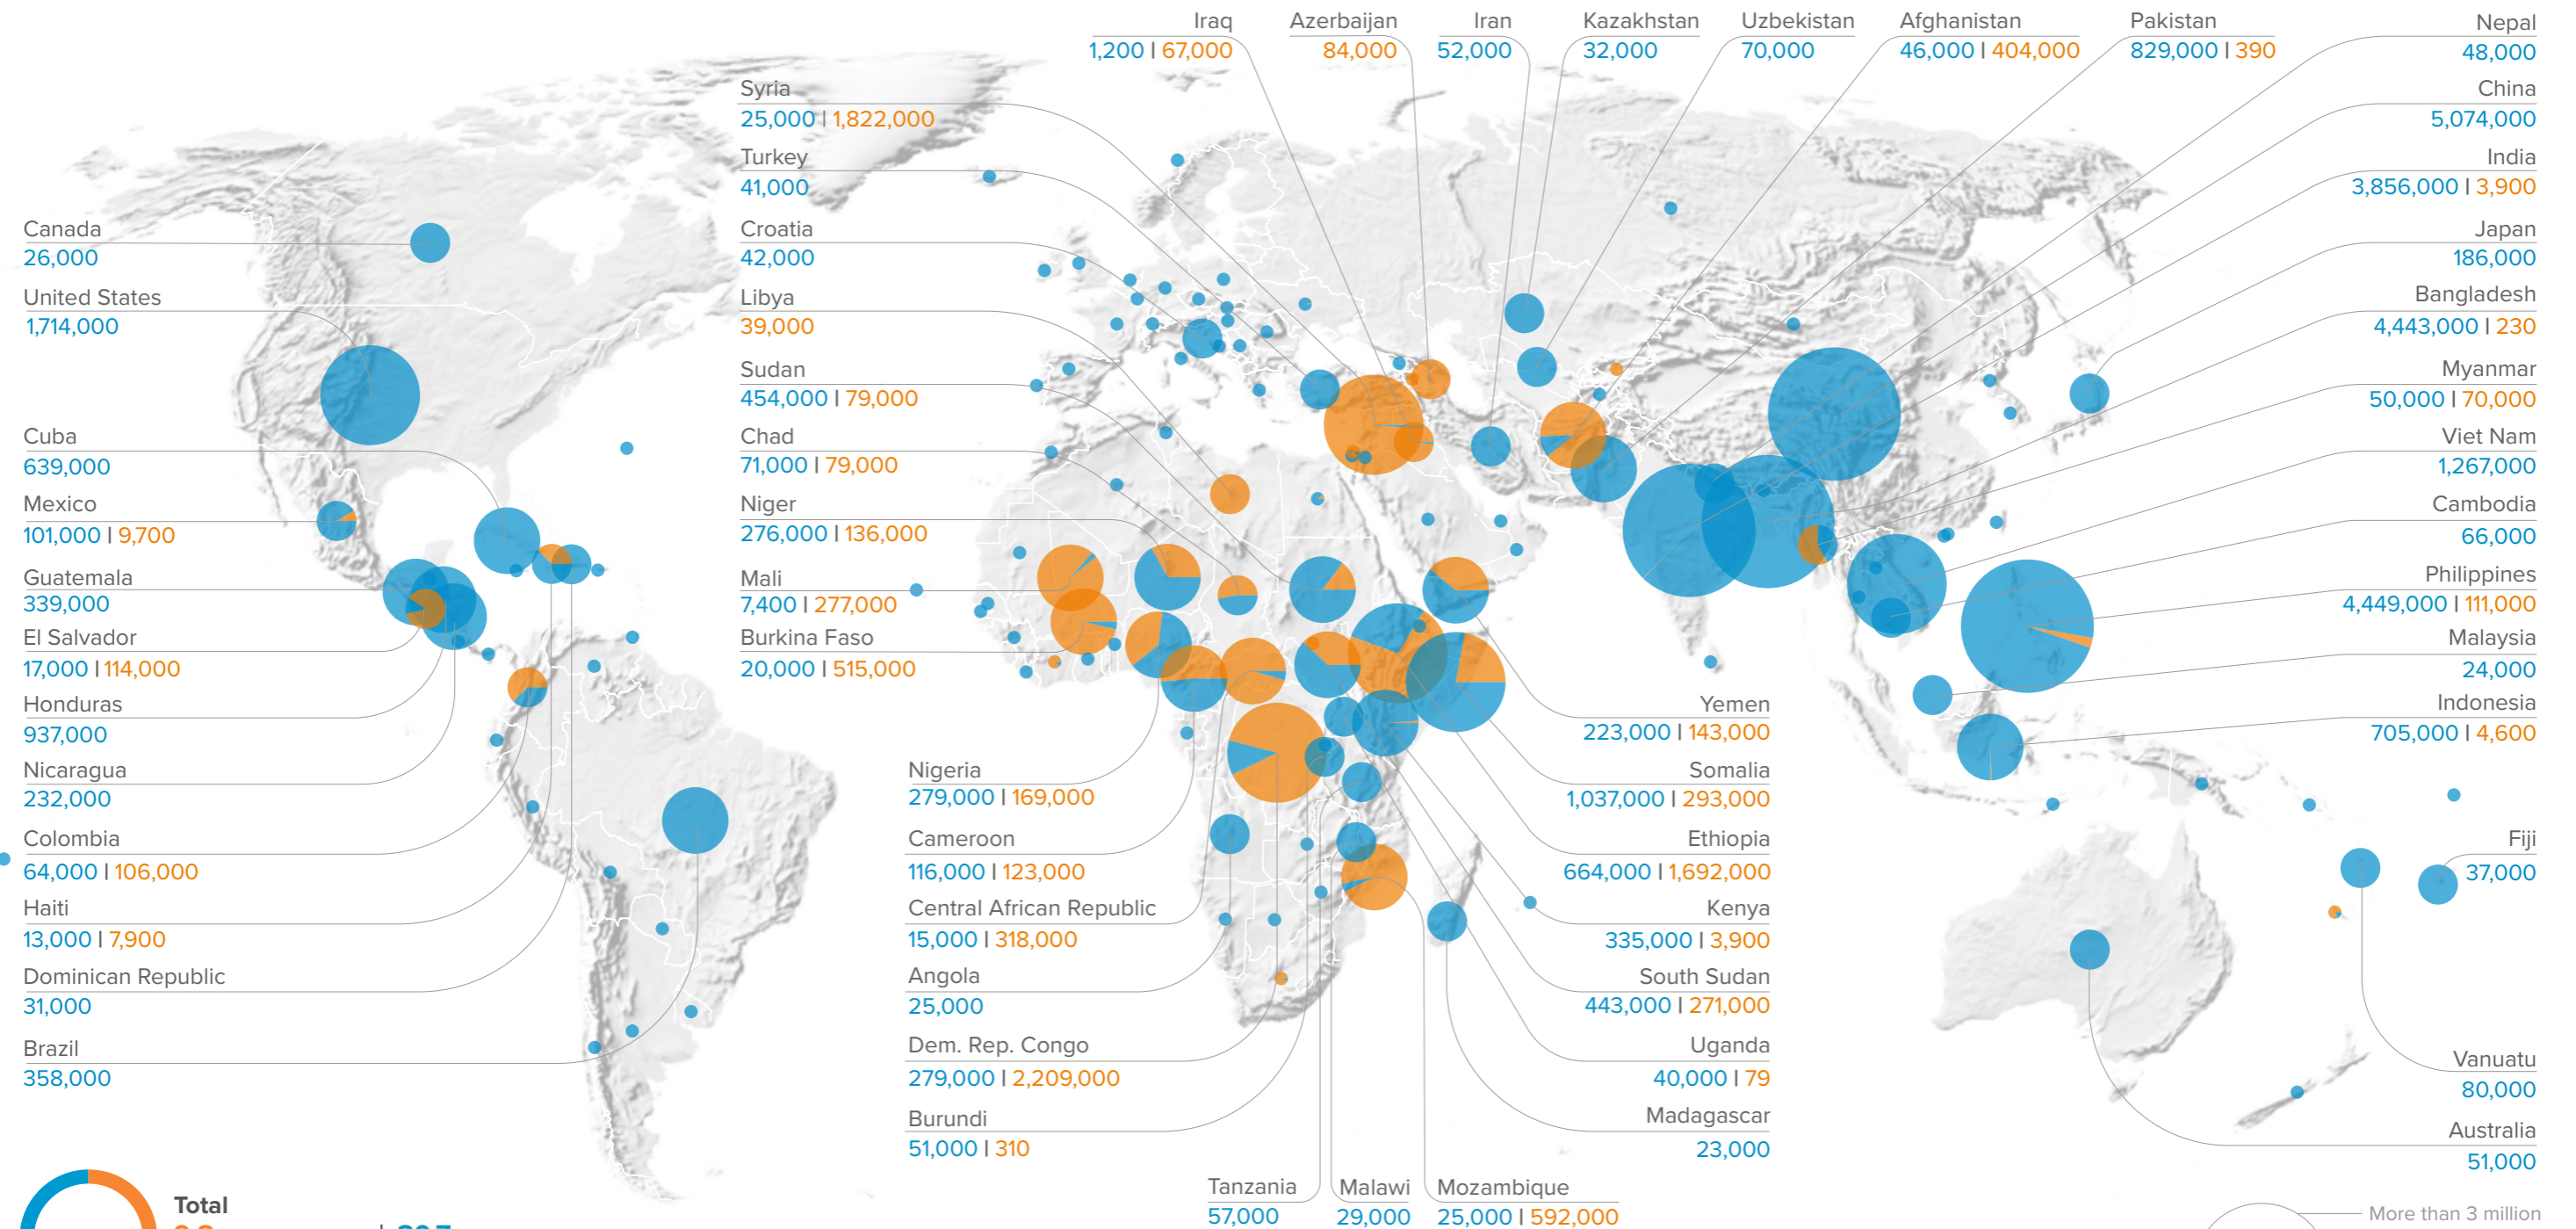 Iraq
1,200 | 67,000
Azerbaijan
84,000
Iran
52,000
Kazakhstan
32,000
Uzbekistan
70,000
Afghanistan
46,000 | 404,000
Pakistan
829,000 | 390
Nepal
48,000
China
5,074,000
India
3,856,000 | 3,900
Japan
186,000
Bangladesh
4,443,000 | 230
Myanmar
50,000 | 70,000
Viet Nam
1,267,000
Cambodia
66,000
Philippines
4,449,000 | 111,000
Malaysia
24,000
Indonesia
705,000 | 4,600
Fiji
37,000
Vanuatu
80,000
Australia
51,000
More than 3 million
Syria
25,000 | 1,822,000
Turkey
41,000
Croatia
42,000
Libya
39,000
Sudan
454,000 | 79,000
Chad
71,000 | 79,000
Niger
276,000 | 136,000
Mali
7,400 | 277,000
Burkina Faso
20,000 | 515,000
Nigeria
279,000 | 169,000
Cameroon
116,000 | 123,000
Central African Republic
15,000 | 318,000
Angola
25,000
Dem. Rep. Congo
279,000 | 2,209,000
Burundi
51,000 | 310
Tanzania
57,000
Malawi
29,000
Mozambique
25,000 | 592,000
Yemen
223,000 | 143,000
Somalia
1,037,000 | 293,000
Ethiopia
664,000 | 1,692,000
Kenya
335,000 | 3,900
South Sudan
443,000 | 271,000
Uganda
40,000 | 79
Madagascar
23,000
Canada
26,000
United States
1,714,000
Cuba
639,000
Mexico
101,000 | 9,700
Guatemala
339,000
El Salvador
17,000 | 114,000
Honduras
937,000
Nicaragua
232,000
Colombia
64,000 | 106,000
Haiti
13,000 | 7,900
Dominican Republic
31,000
Brazil
358,000
Total